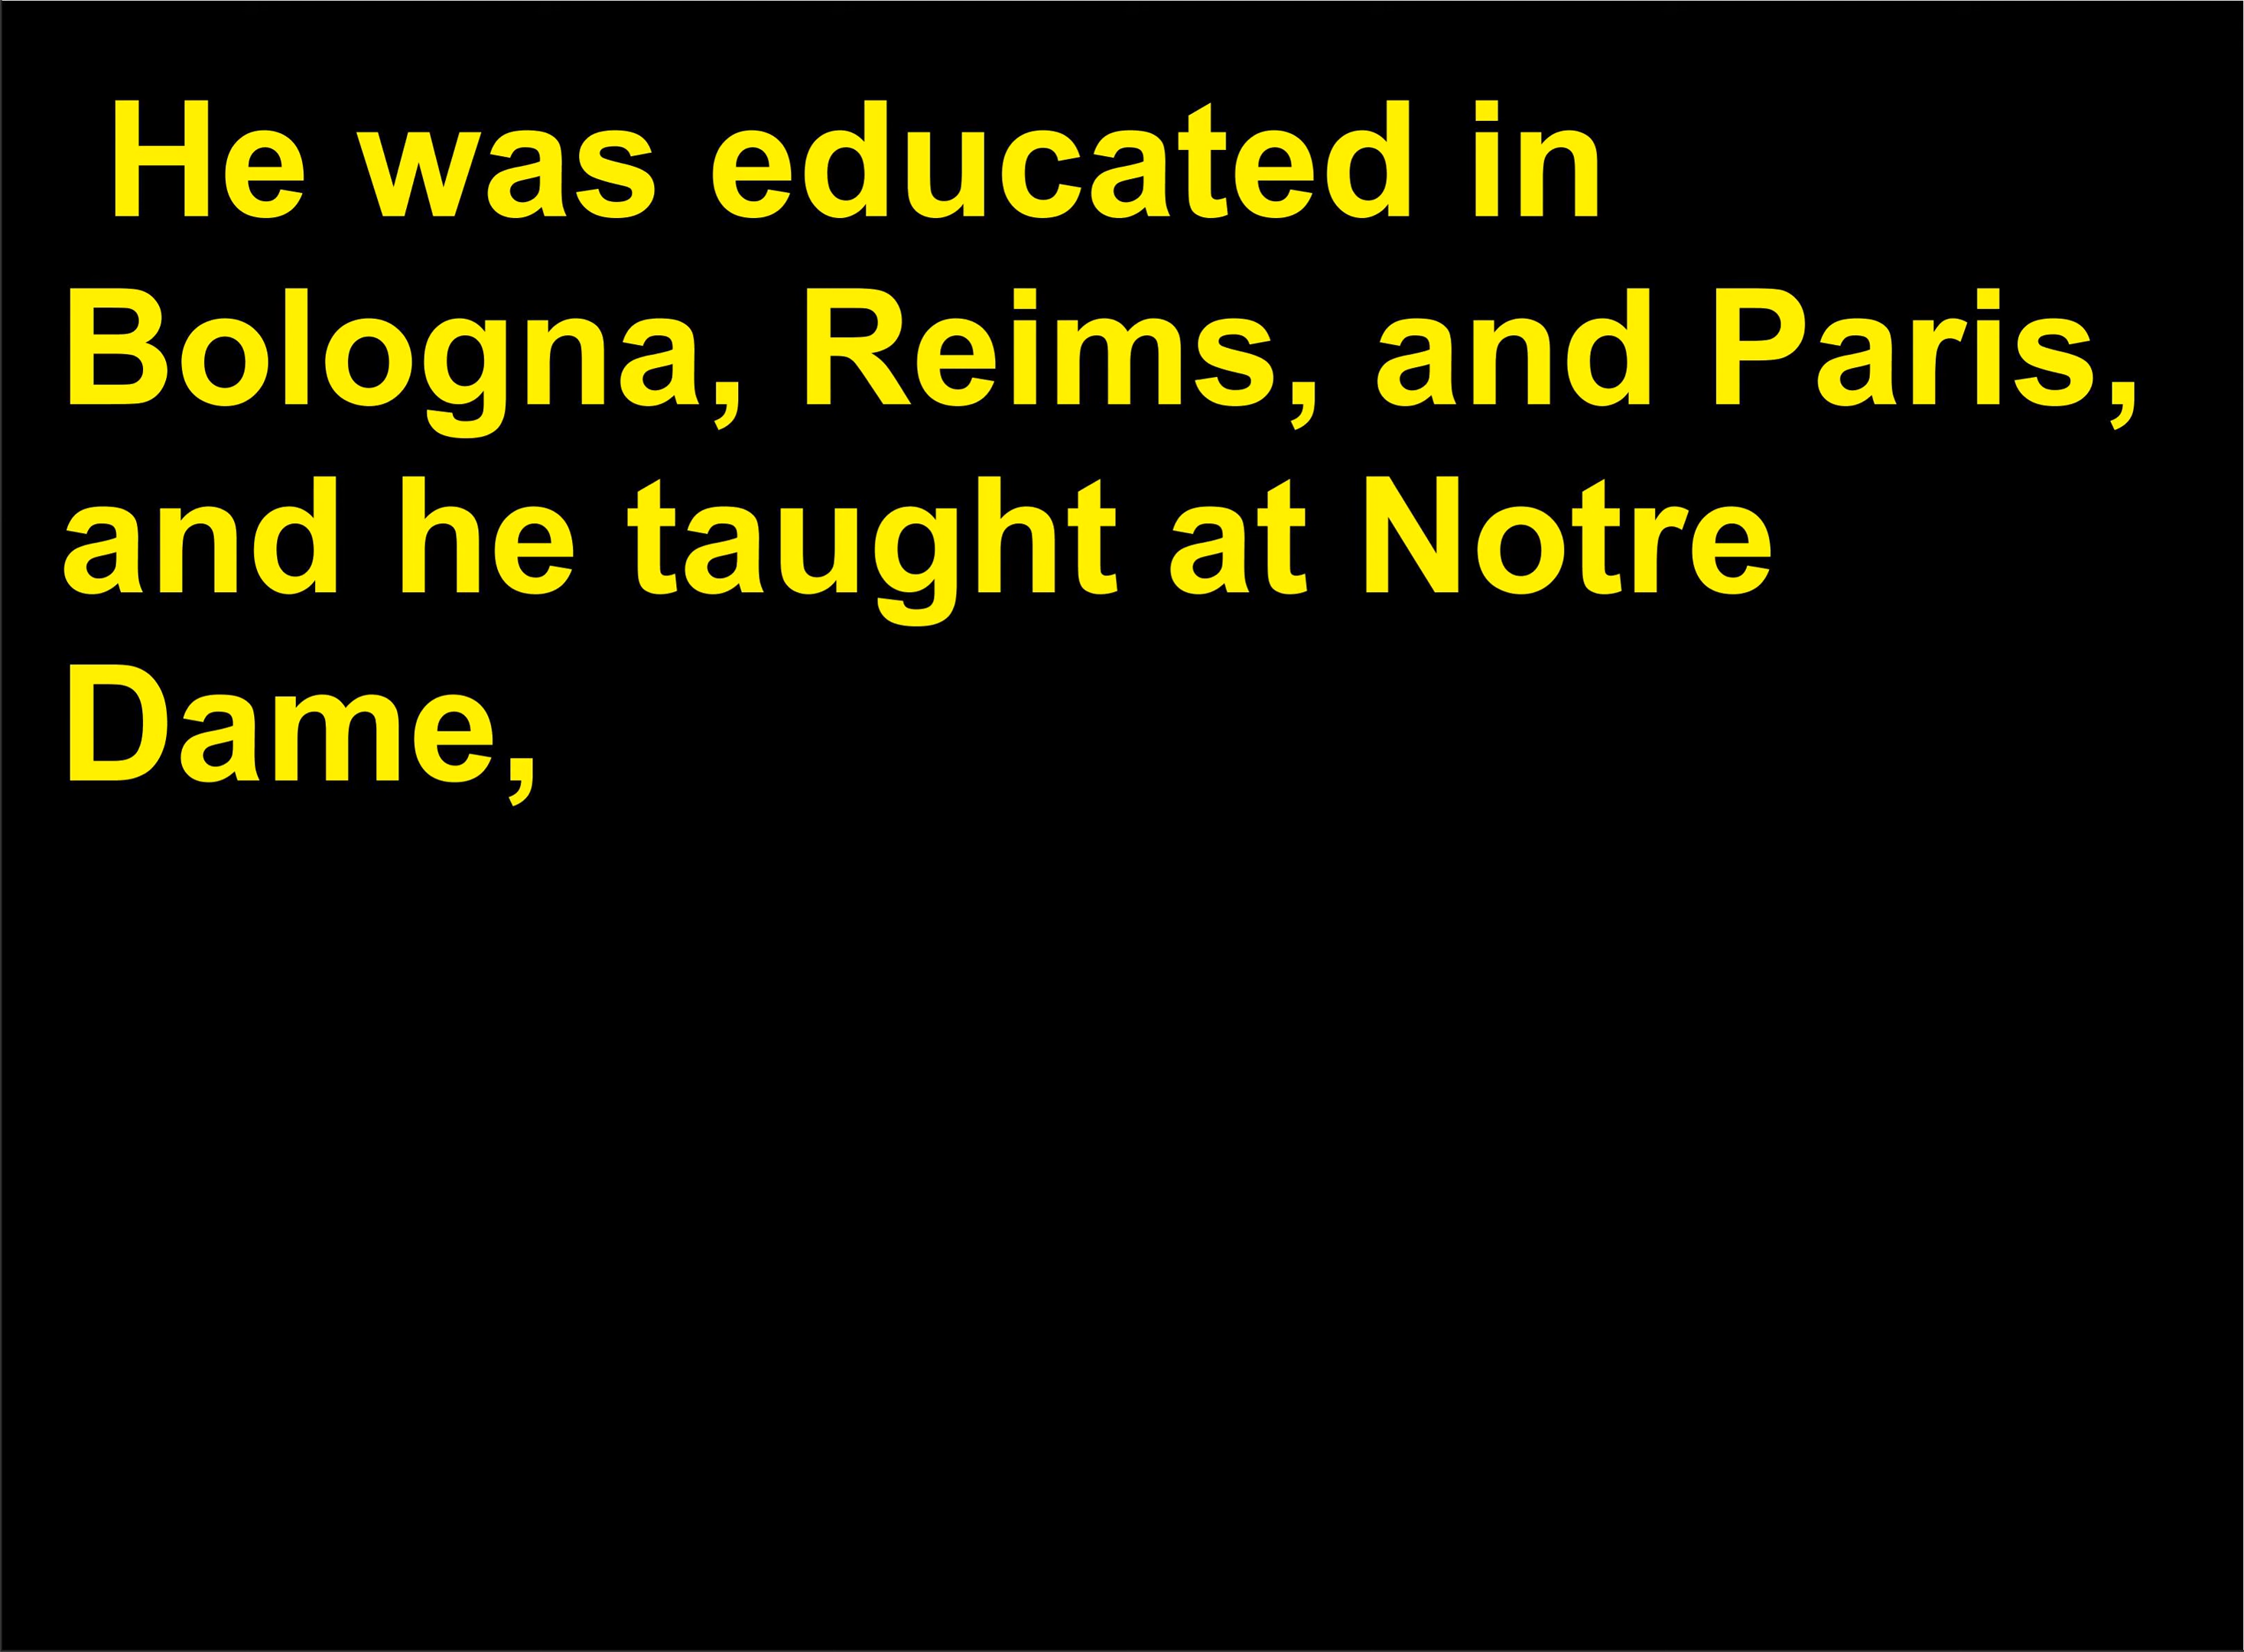 He was educated in
Bologna, Reims, and Paris,
and he taught at Notre
Dame,